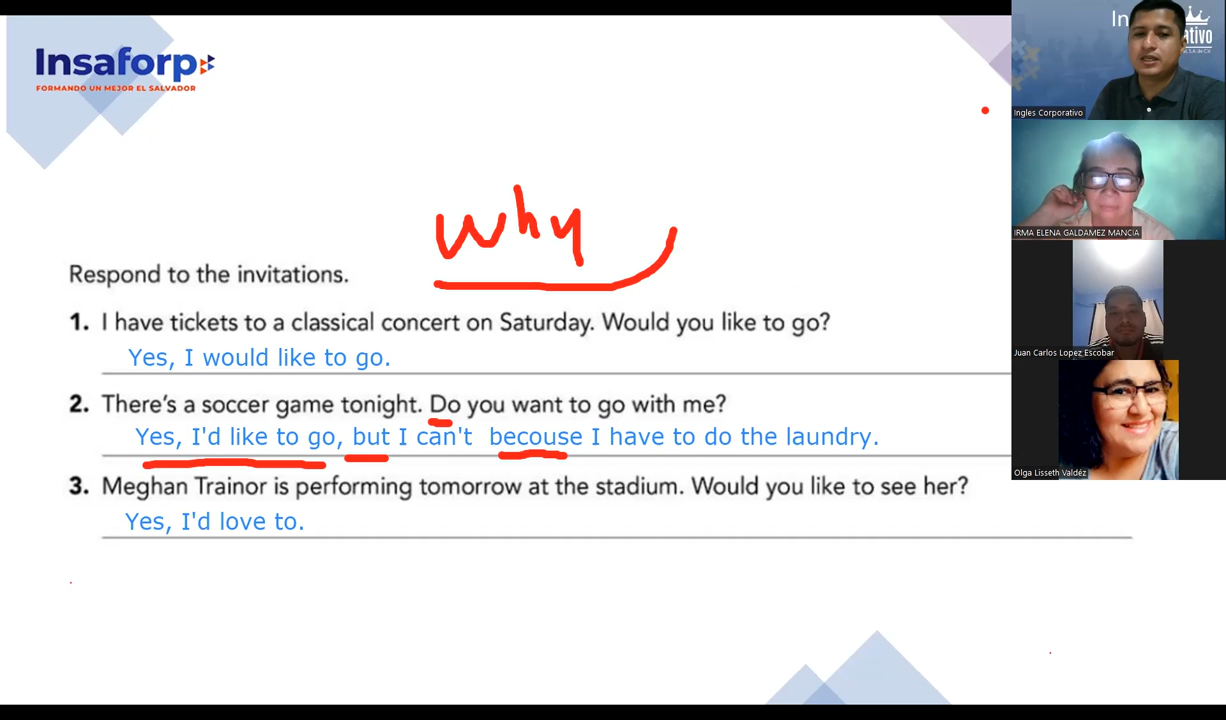 Insaforp
FORMANDO UN MEJOR EL SALVADOR
why
Respond to the invitations.
1. I have tickets to a classical concert on Saturday. Would you like to go?
Yes, I would like to go.
2. There's a soccer game tonight. Do you want to go with me?
Yes, I'd like to go, but I can't becouse I have to do the laundry.
3. Meghan Trainor is performing tomorrow at the stadium. Would you like to see her?
Yes, I'd love to.
Ingles Corporativo
IRMA ELENA GALDAMEZ MANCIA
Juan Carlos Lopez Escobar
Olga Lisseth Valdéz